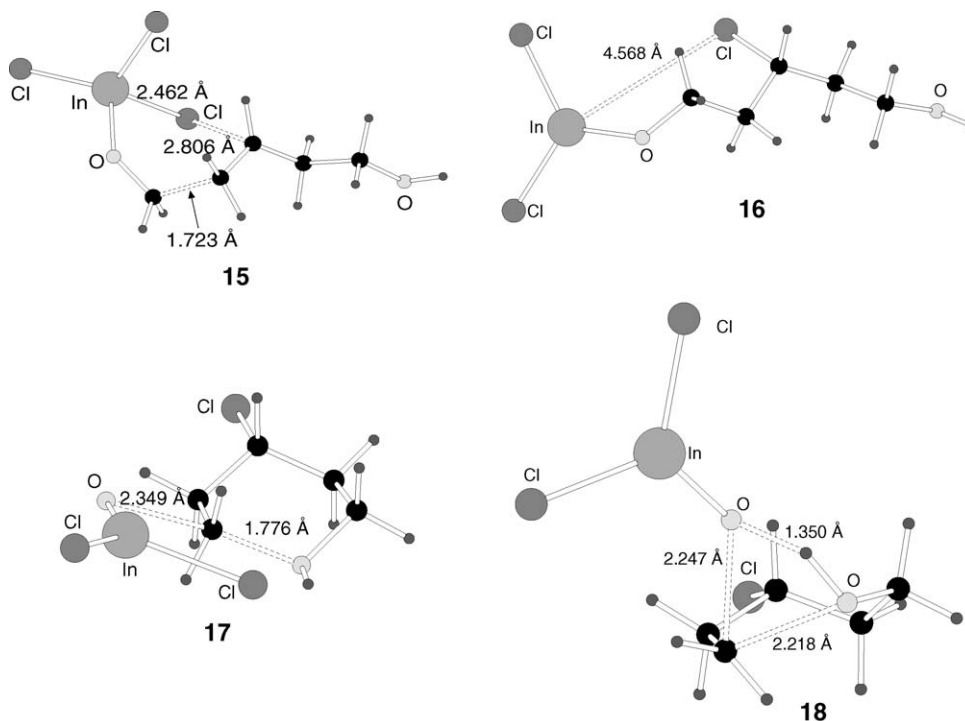 Cl
Cl
In
2.462 Å
Cl
2.806 Å
O
1.723 Å
O
15
Cl
4.568 Å
Cl
In
O
O
Cl
16
Cl
O
2.349 Å
1.776 Å
Cl
In
Cl
17
Cl
In
Cl
O
1.350 Å
2.247 Å
Cl
O
2.218 Å
18